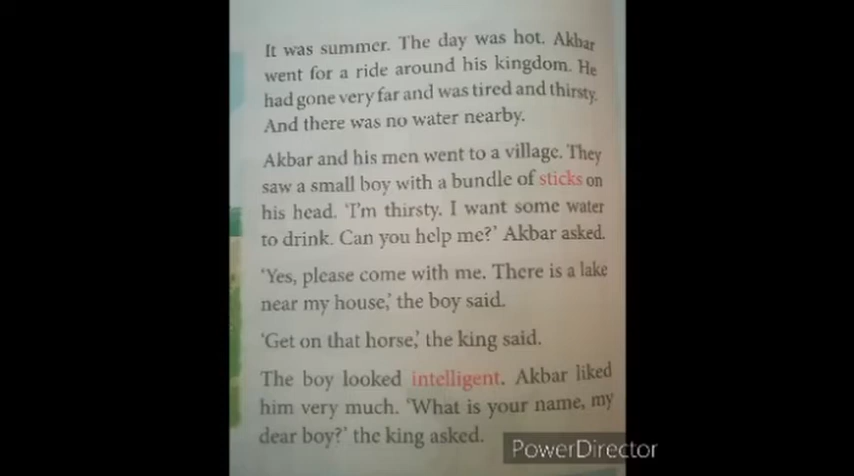 It was summer. The day was hot. Akbar
went for a ride around his kingdom. He
had gone very far and was tired and thirsty.
And there was no water nearby.
Akbar and his men went to a village. They
saw a small boy with a bundle of sticks on
his head. 'I'm thirsty. I want some water
to drink. Can you help me?' Akbar asked.
'Yes, please come with me. There is a lake
near my house,' the boy said.
'Get on that horse,' the king said.
The boy looked intelligent. Akbar liked
him very much. 'What is your name, my
dear boy?' the king asked.
PowerDirector